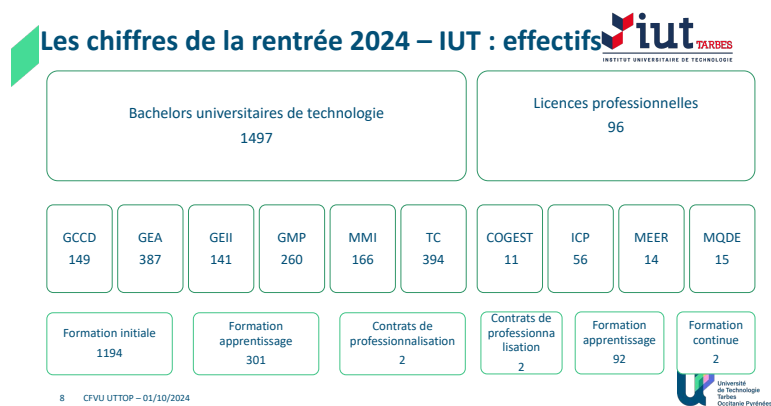 Les chiffres de la rentrée 2024 – IUT : effectifs
iut TARBES
INSTITUT UNIVERSITAIRE DE TECHNOLOGIE
Bachelors universitaires de technologie
1497
Licences professionnelles
96
GCCD
149
GEA
387
GEII
141
GMP
260
MMI
166
TC
394
COGEST
11
ICP
56
MEER
14
MQDE
15
Formation initiale
1194
Formation
apprentissage
301
Contrats de
professionnalisation
2
Contrats de
professionna
lisation
2
Formation
apprentissage
92
Formation
continue
2
8 CFVU UTTOP – 01/10/2024
Université
de Technologie
Tarbes
Occitanie Pyrénées